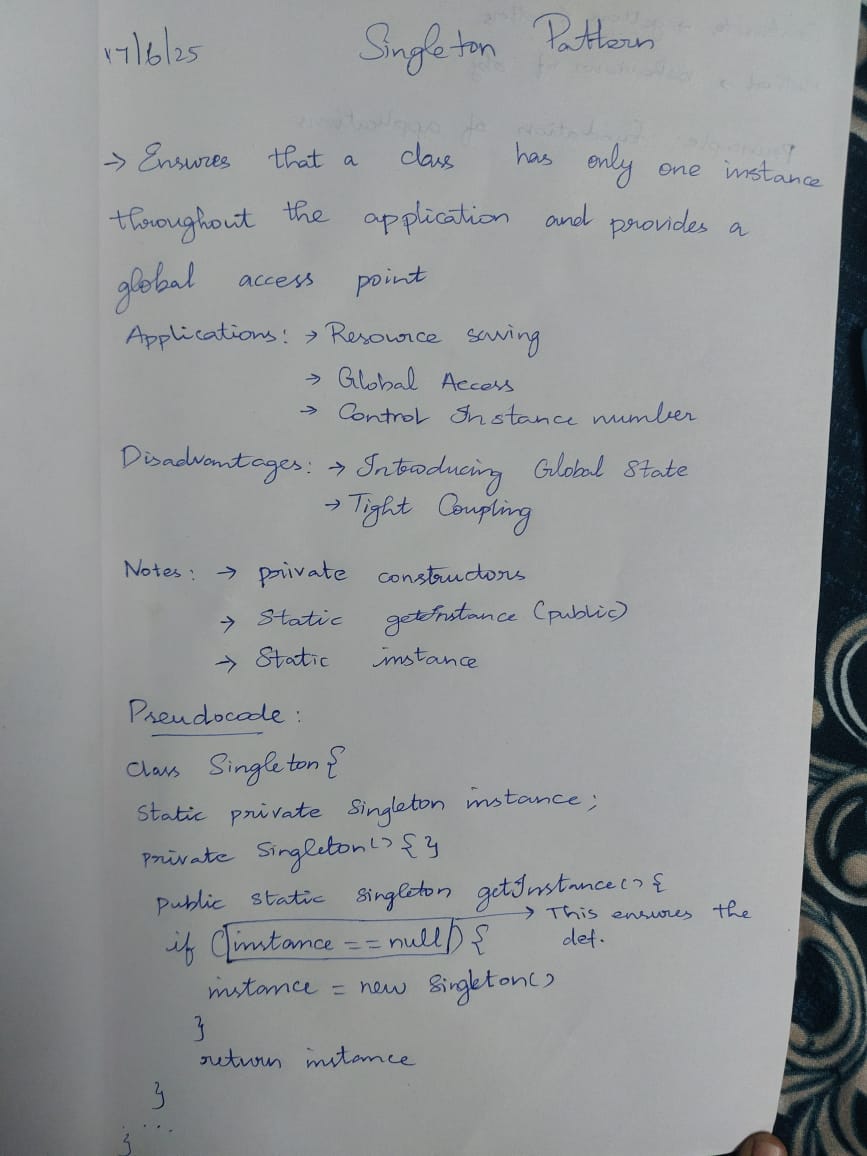 17/6/25 Singleton Pattern
→ Ensures that a class has only one instance
throughout the application and provides a
global access point
Applications: → Resource saving
→ Global Access
→ Control Instance number
Disadvantages: → Introducing Global State
→ Tight Coupling
Notes: → private constructors
→ Static getInstance (public)
→ Static instance
Pseudocode:
Class Singleton {
Static private Singleton instance;
private Singleton() { }
public static singleton getInstance() {
if (instance == null) { → This ensures the
def.
instance = new Singleton()
}
return instance
}
...
}